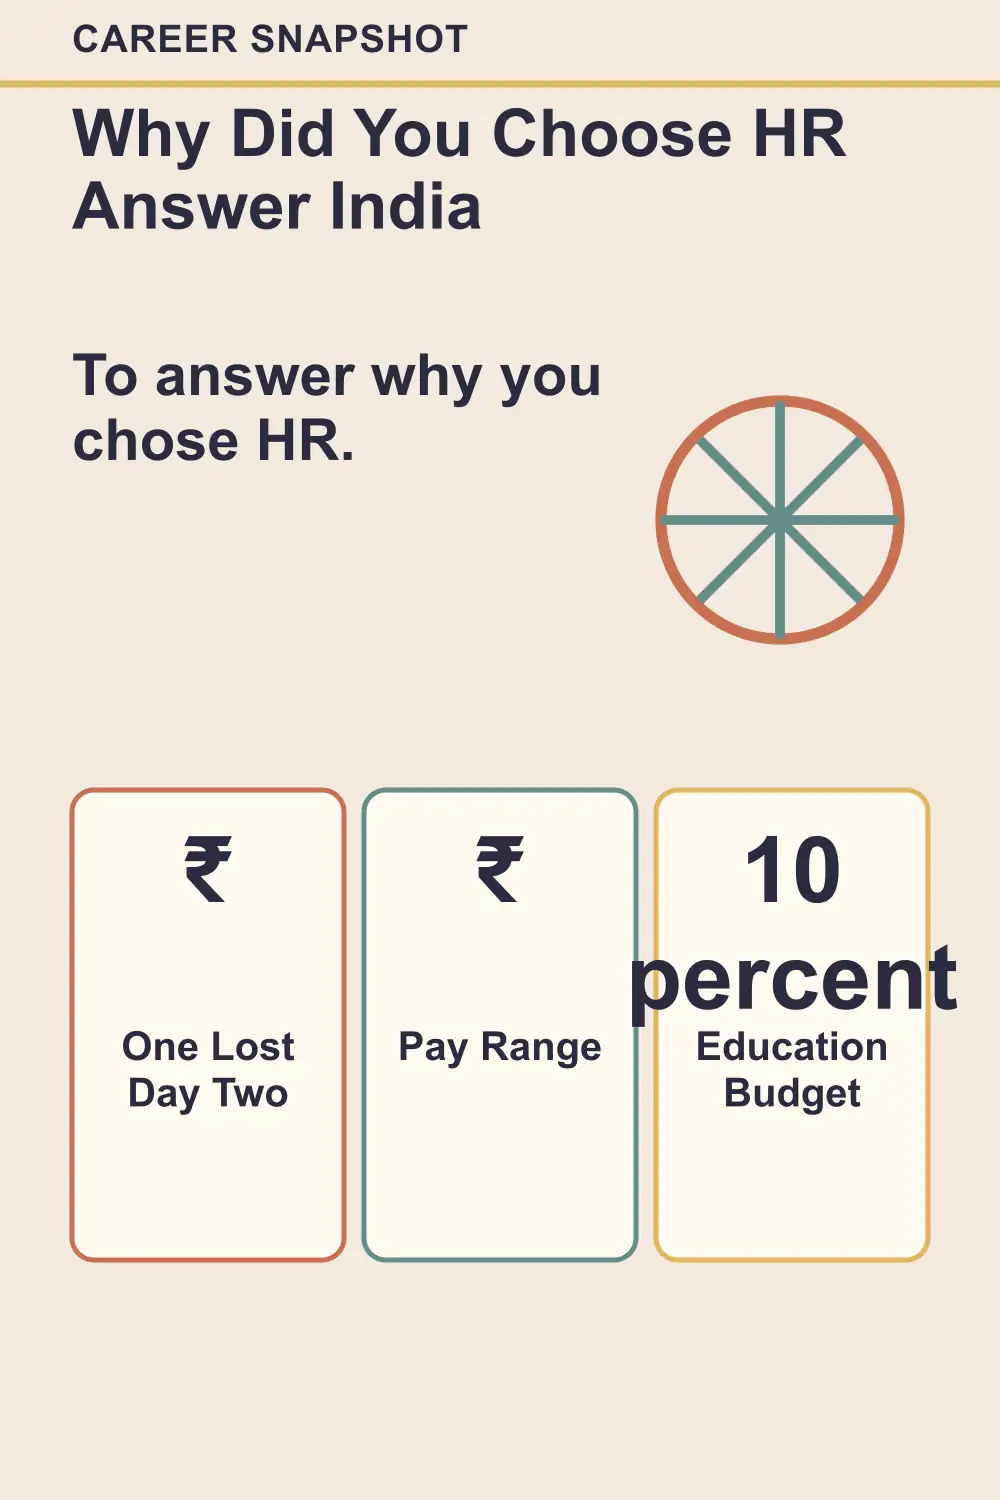 CAREER SNAPSHOT
Why Did You Choose HR
Answer India
To answer why you
chose HR.
₹
One Lost
Day Two
₹
Pay Range
10
percent
Education
Budget